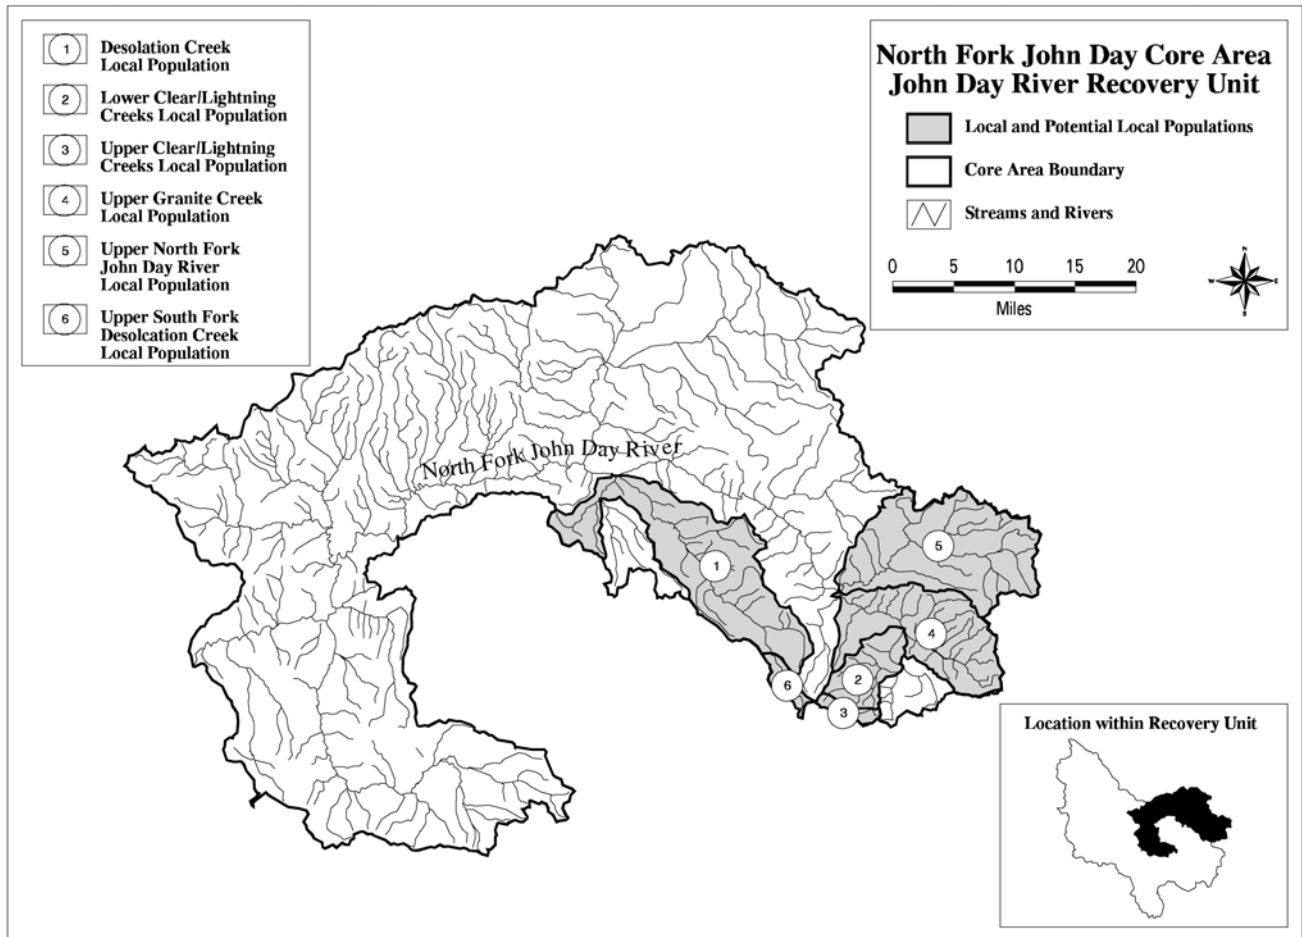 1
Desolation Creek
Local Population
2
Lower Clear/Lightning
Creeks Local Population
3
Upper Clear/Lightning
Creeks Local Population
4
Upper Granite Creek
Local Population
5
Upper North Fork
John Day River
Local Population
6
Upper South Fork
Desolcation Creek
Local Population
North Fork John Day Core Area
John Day River Recovery Unit
Local and Potential Local Populations
Core Area Boundary
Streams and Rivers
0 5 10 15 20
Miles
N
W E
S
North Fork John Day River
5
1
4
2
6
3
Location within Recovery Unit